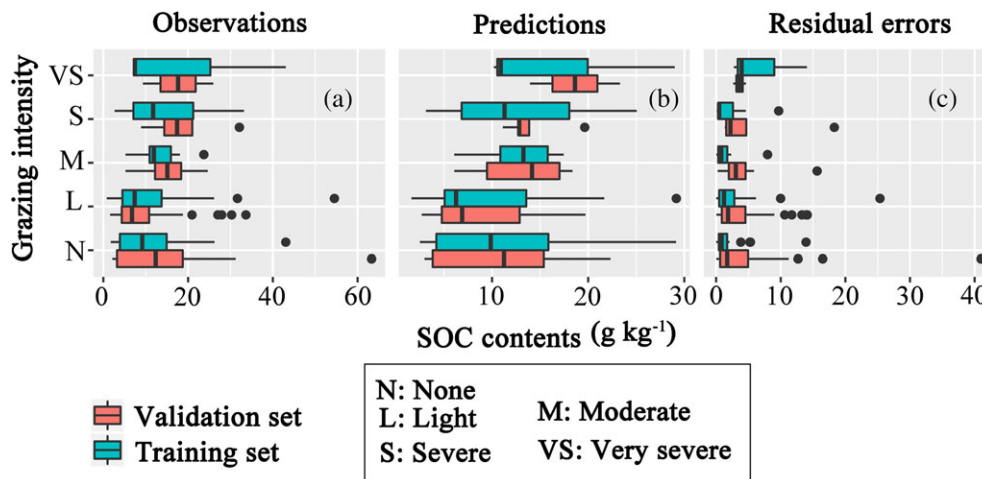 Observations
Predictions
Residual errors
Grazing intensity
VS
S
M
L
N
(a)
(b)
(c)
0 20 40 60
10 20 30
0 10 20 30 40
SOC contents (g kg⁻¹)
Validation set
Training set
N: None
L: Light
S: Severe
M: Moderate
VS: Very severe